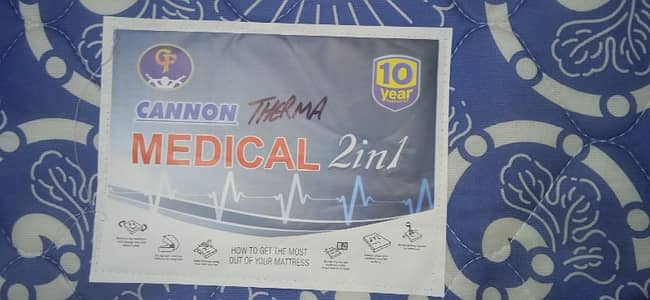 GF
10
year
CANNON THERMA
MEDICAL 2in1
HOW TO GET THE MOST
OUT OF YOUR MATTRESS